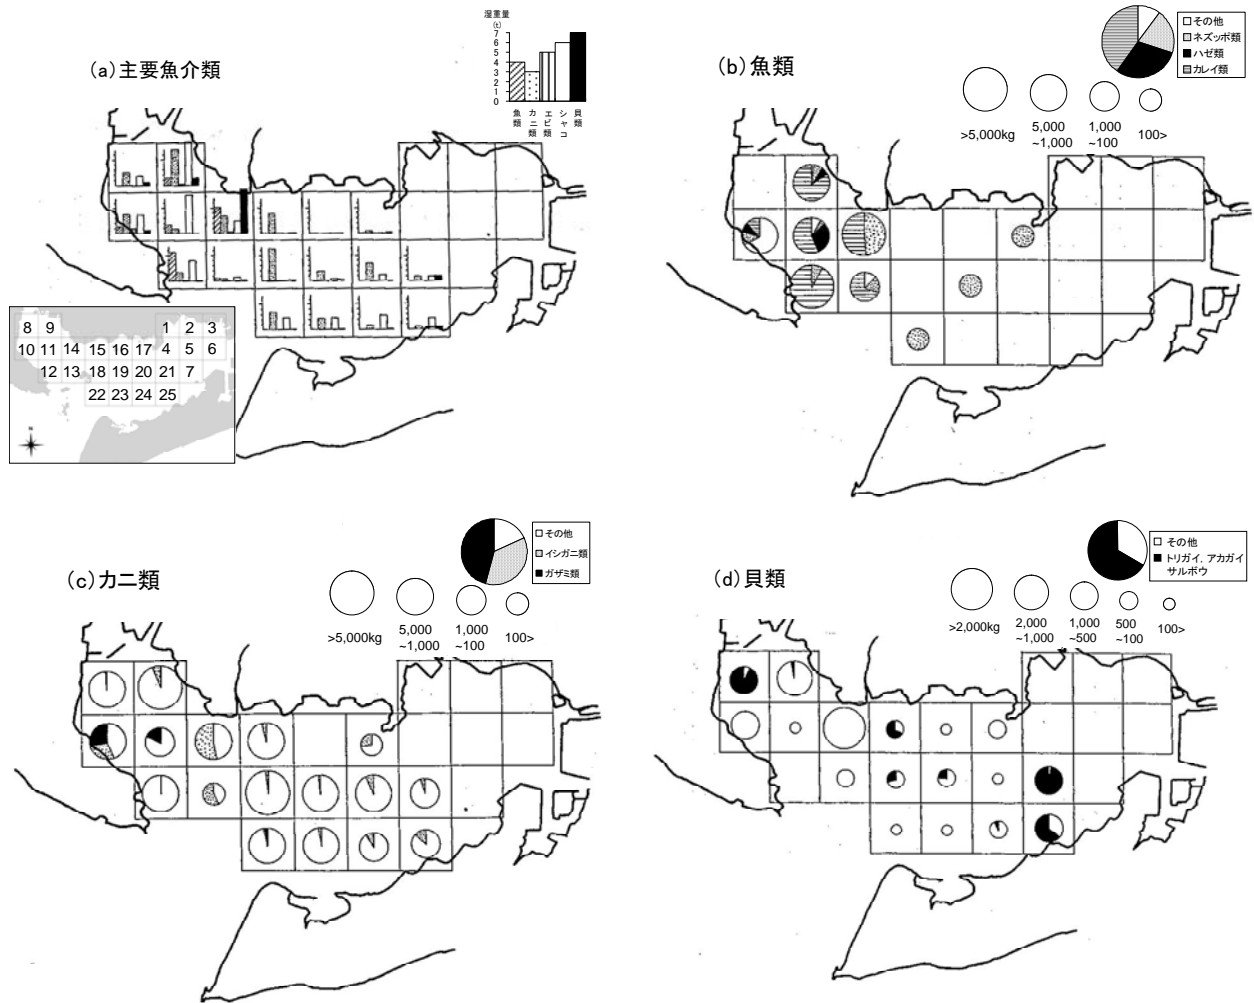 (a)主要魚介類
湿重量
(t)
7
6
5
4
3
2
1
0
魚類
カニ類
エビ類
シャコ
貝類
8 9 1 2 3
10 11 14 15 16 17 4 5 6
12 13 18 19 20 21 7
22 23 24 25
N
(b)魚類
その他
ネズッポ類
ハゼ類
カレイ類
>5,000kg
5,000
~1,000
1,000
~100
100>
(c)カニ類
その他
イシガニ類
ガザミ類
>5,000kg
5,000
~1,000
1,000
~100
100>
(d)貝類
その他
トリガイ, アカガイ
サルボウ
>2,000kg
2,000
~1,000
1,000
~500
500
~100
100>